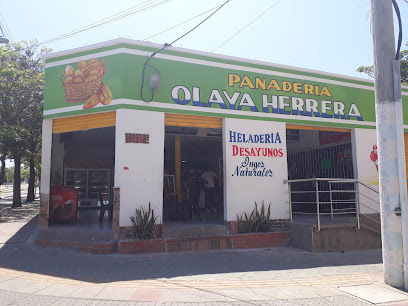 PANADERIA
OLAYA HERRERA
HELADERIA
DESAYUNOS
Jugos
Naturales